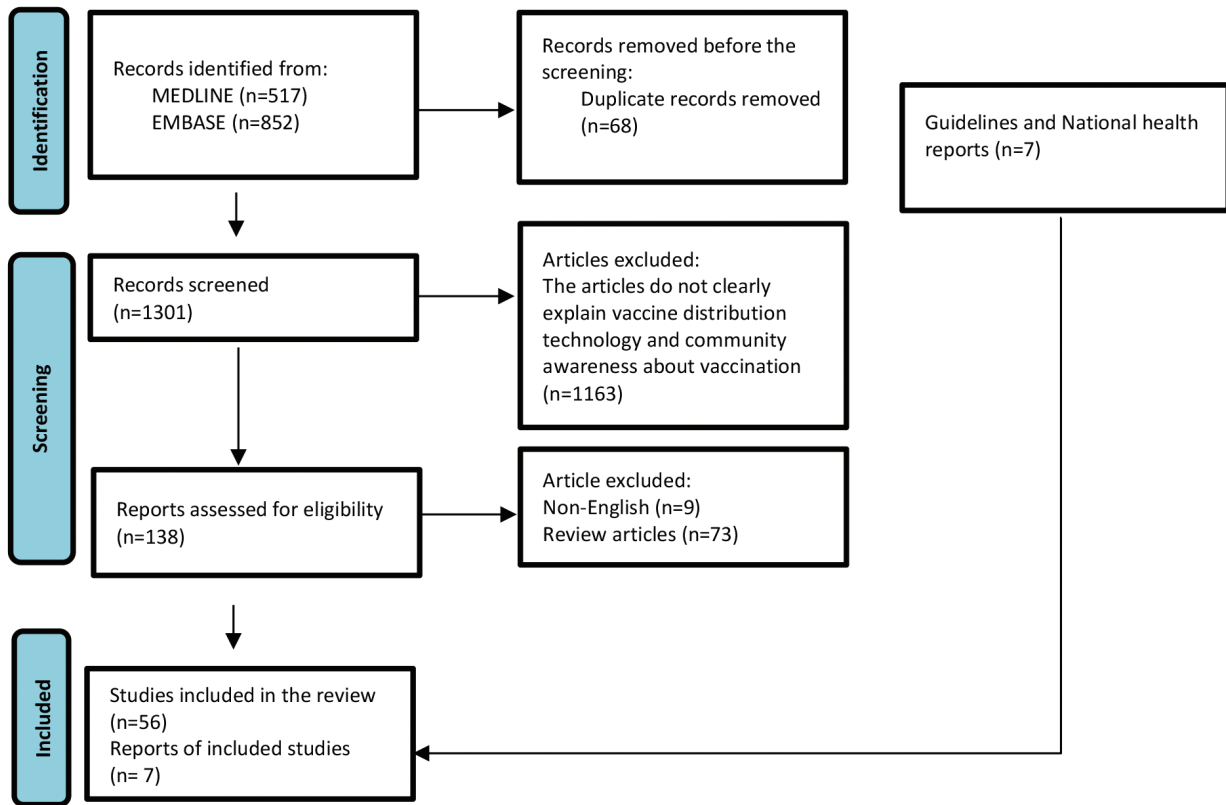 Identification
Records identified from:
MEDLINE (n=517)
EMBASE (n=852)
Records removed before the
screening:
Duplicate records removed
(n=68)
Guidelines and National health
reports (n=7)
Screening
Records screened
(n=1301)
Articles excluded:
The articles do not clearly
explain vaccine distribution
technology and community
awareness about vaccination
(n=1163)
Reports assessed for eligibility
(n=138)
Article excluded:
Non-English (n=9)
Review articles (n=73)
Included
Studies included in the review
(n=56)
Reports of included studies
(n= 7)